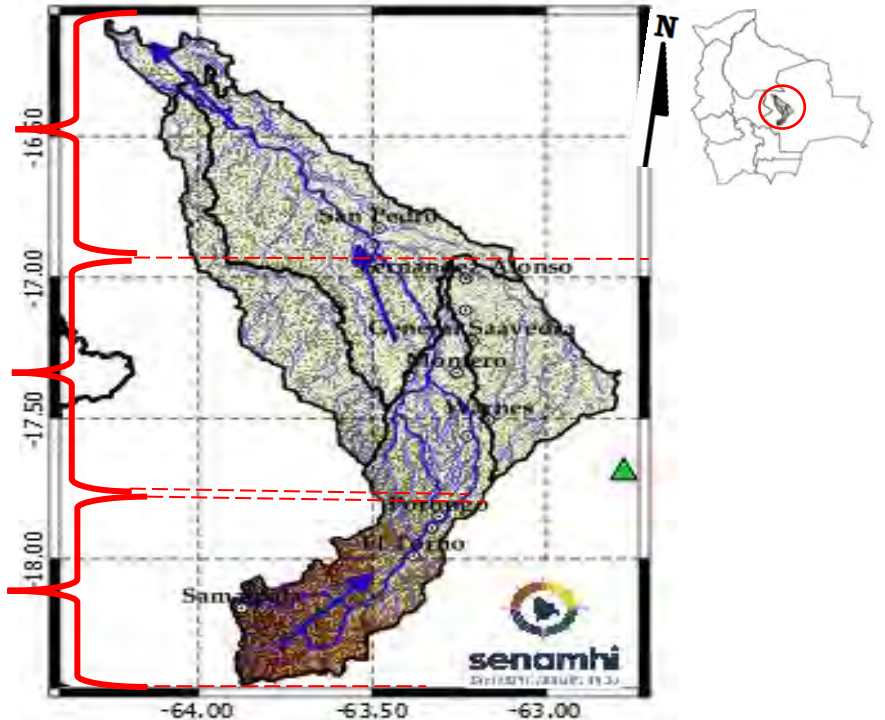 N
-16.50
San Pedro
-17.00
Fernandez Alonso
General Saavedra
Montero
Warnes
-17.50
Porongo
-18.00
El Torno
senamhi
-64.00
-63.50
-63.00